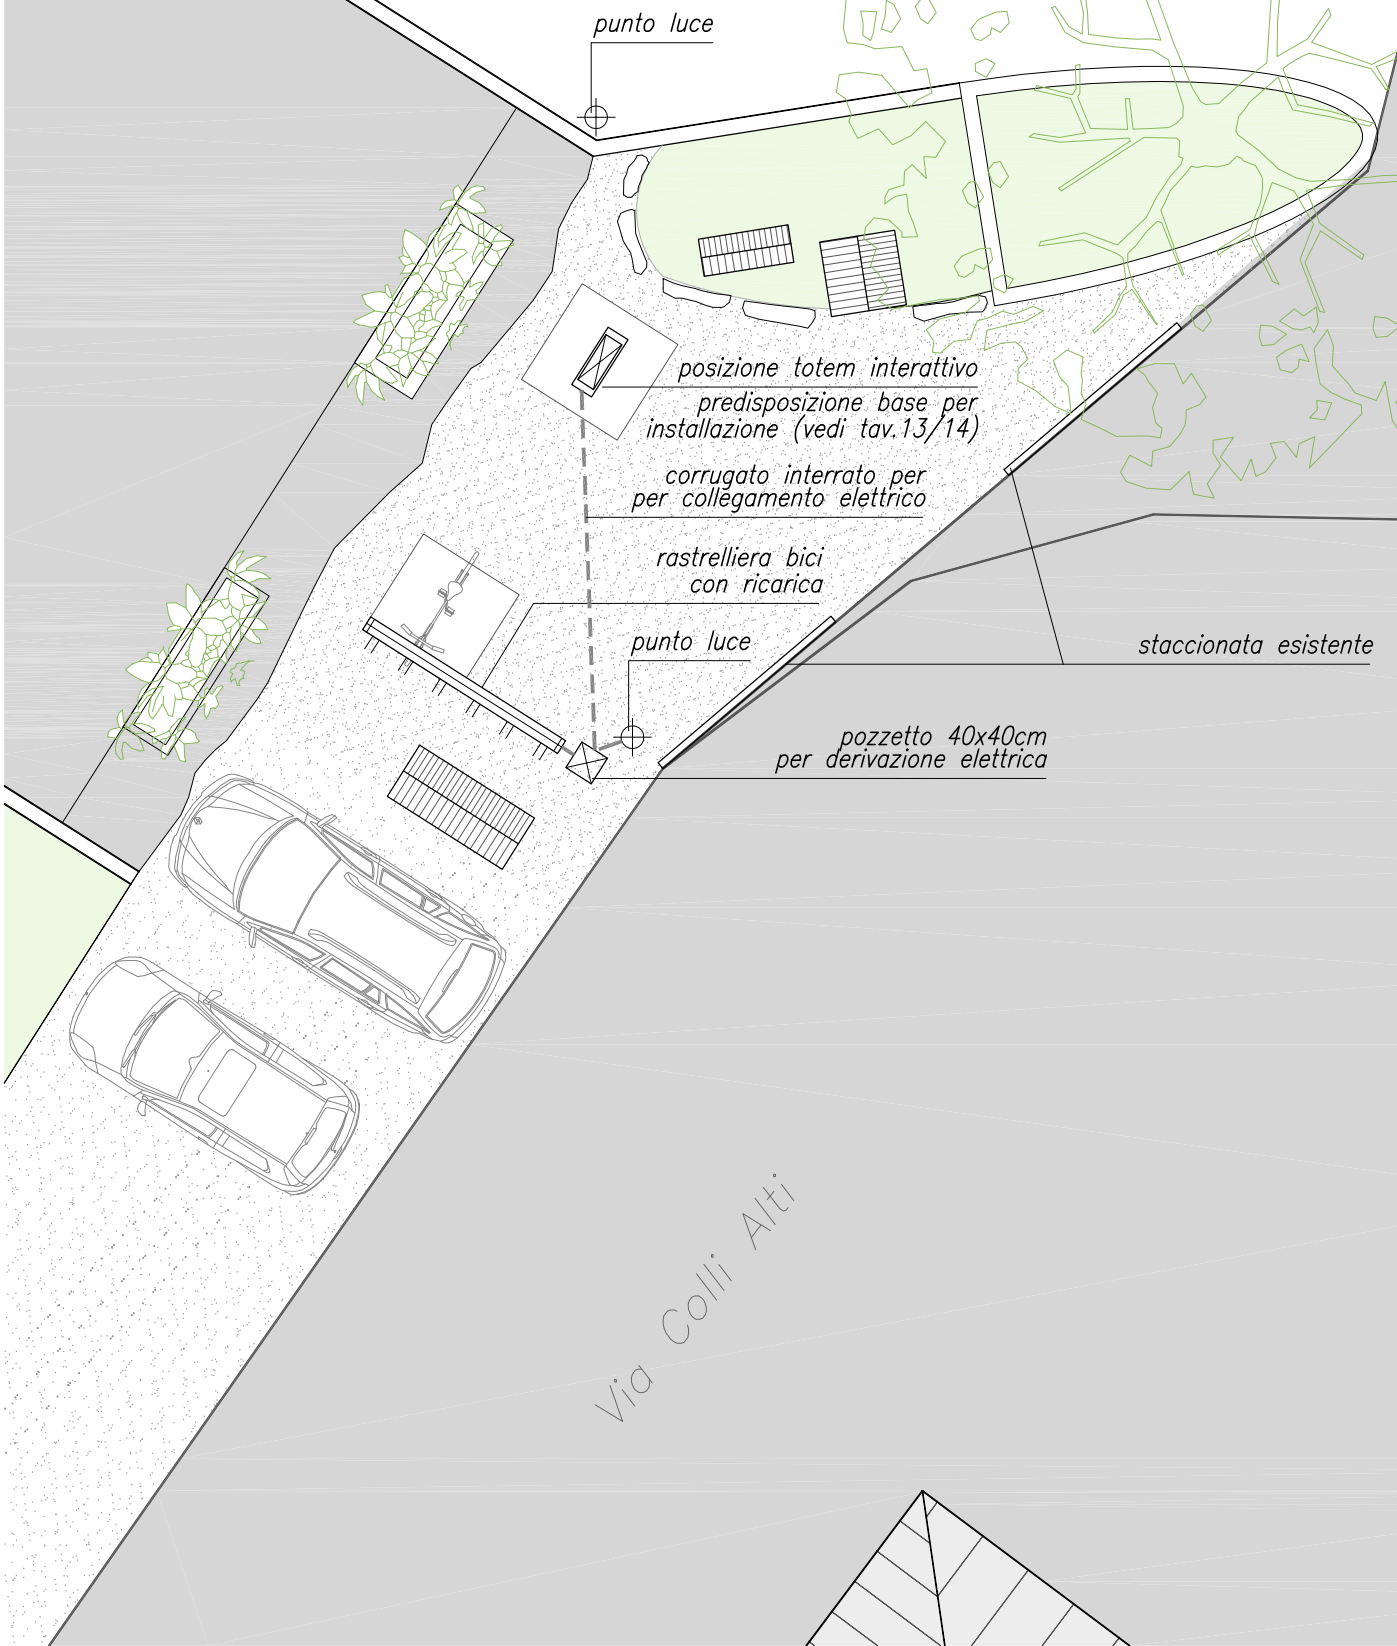 punto luce
posizione totem interattivo
predisposizione base per
installazione (vedi tav.13/14)
corrugato interrato per
per collegamento elettrico
rastrelliera bici
con ricarica
punto luce
staccionata esistente
pozzetto 40x40cm
per derivazione elettrica
Via Colli Alti